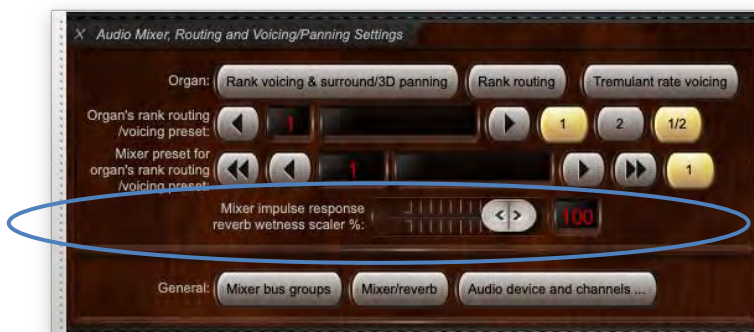 × Audio Mixer, Routing and Voicing/Panning Settings
Organ: Rank voicing & surround/3D panning Rank routing Tremulant rate voicing
Organ's rank routing
/voicing preset: 1 1 2 1/2
Mixer preset for
organ's rank routing
/voicing preset: 1 1
Mixer impulse response
reverb wetness scaler %: < > 100
General: Mixer bus groups Mixer/reverb Audio device and channels ...